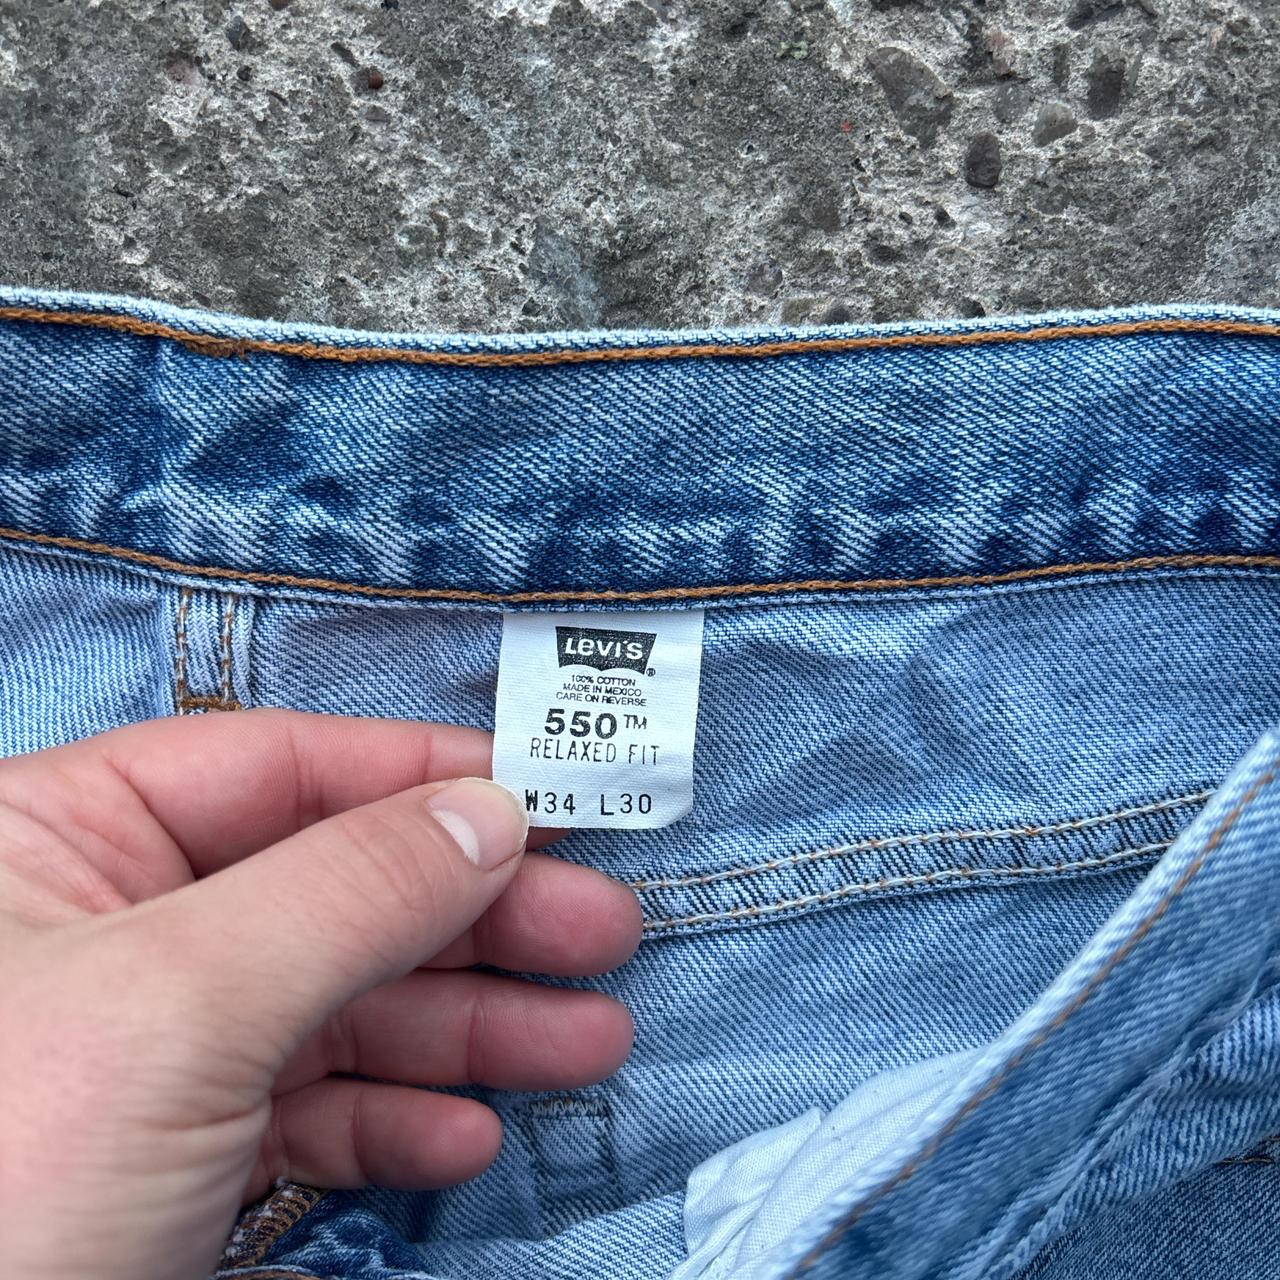 Levi's ®
100% COTTON
MADE IN MEXICO
CARE ON REVERSE
550™
RELAXED FIT
W34 L30